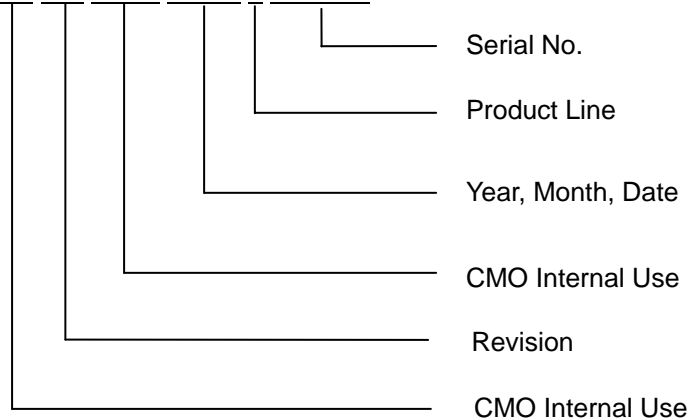 Serial No.
Product Line
Year, Month, Date
CMO Internal Use
Revision
CMO Internal Use